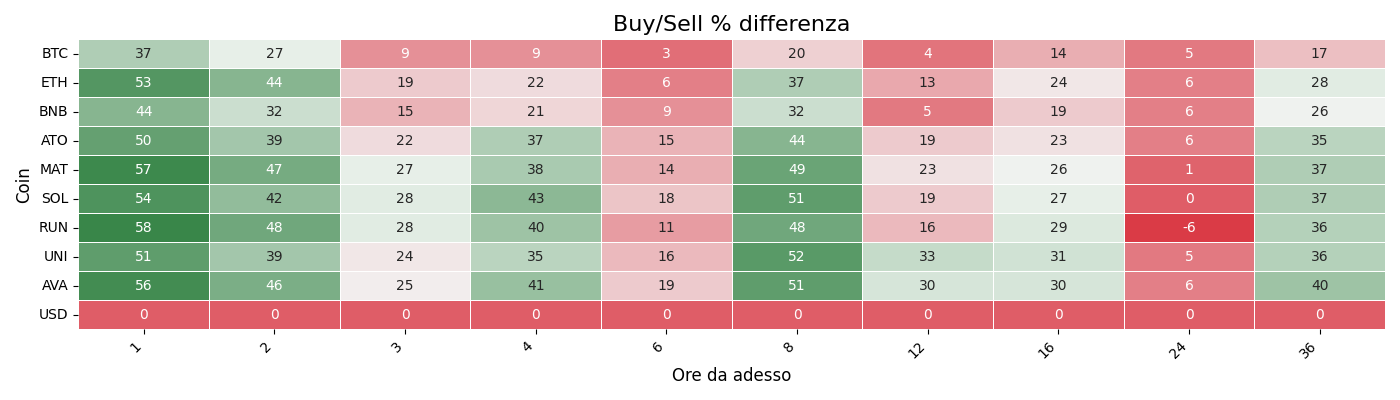 Buy/Sell % differenza
Coin
BTC 37 27 9 9 3 20 4 14 5 17
ETH 53 44 19 22 6 37 13 24 6 28
BNB 44 32 15 21 9 32 5 19 6 26
ATO 50 39 22 37 15 44 19 23 6 35
MAT 57 47 27 38 14 49 23 26 1 37
SOL 54 42 28 43 18 51 19 27 0 37
RUN 58 48 28 40 11 48 16 29 -6 36
UNI 51 39 24 35 16 52 33 31 5 36
AVA 56 46 25 41 19 51 30 30 6 40
USD 0 0 0 0 0 0 0 0 0 0
1 2 3 4 6 8 12 16 24 36
Ore da adesso